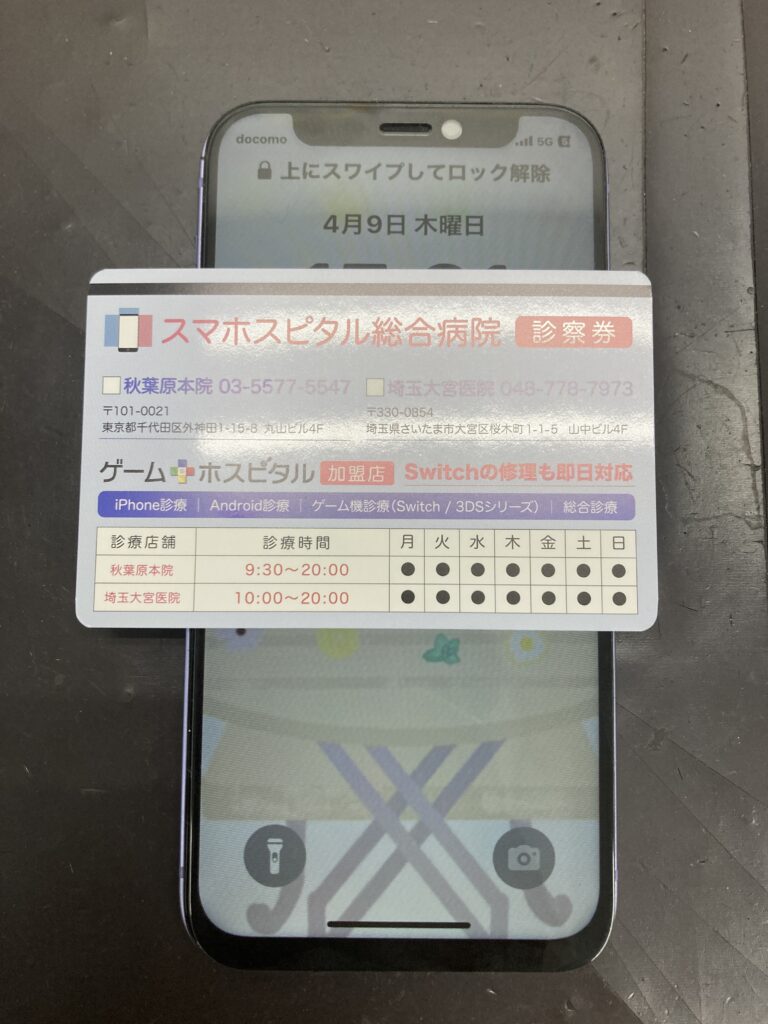 docomo 5G
上にスワイプしてロック解除
4月9日 木曜日
スマホスピタル総合病院 診察券
秋葉原本院 03-5577-5547 埼玉大宮医院 048-778-7973
〒101-0021 〒330-0854
東京都千代田区外神田1-15-8 丸山ビル4F 埼玉県さいたま市大宮区桜木町1-1-5 山中ビル4F
ゲームホスピタル 加盟店 Switchの修理も即日対応
iPhone診療 | Android診療 | ゲーム機診療(Switch / 3DSシリーズ) | 総合診療
診療店舗 診療時間 月 火 水 木 金 土 日
秋葉原本院 9:30〜20:00 ● ● ● ● ● ● ●
埼玉大宮医院 10:00〜20:00 ● ● ● ● ● ● ●